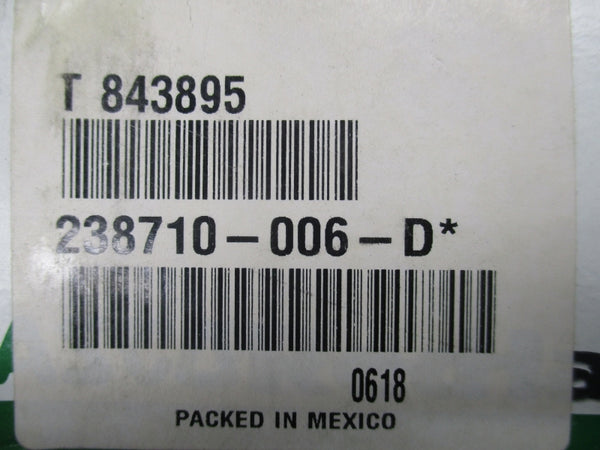 T 843895
238710-006-D*
0618
PACKED IN MEXICO